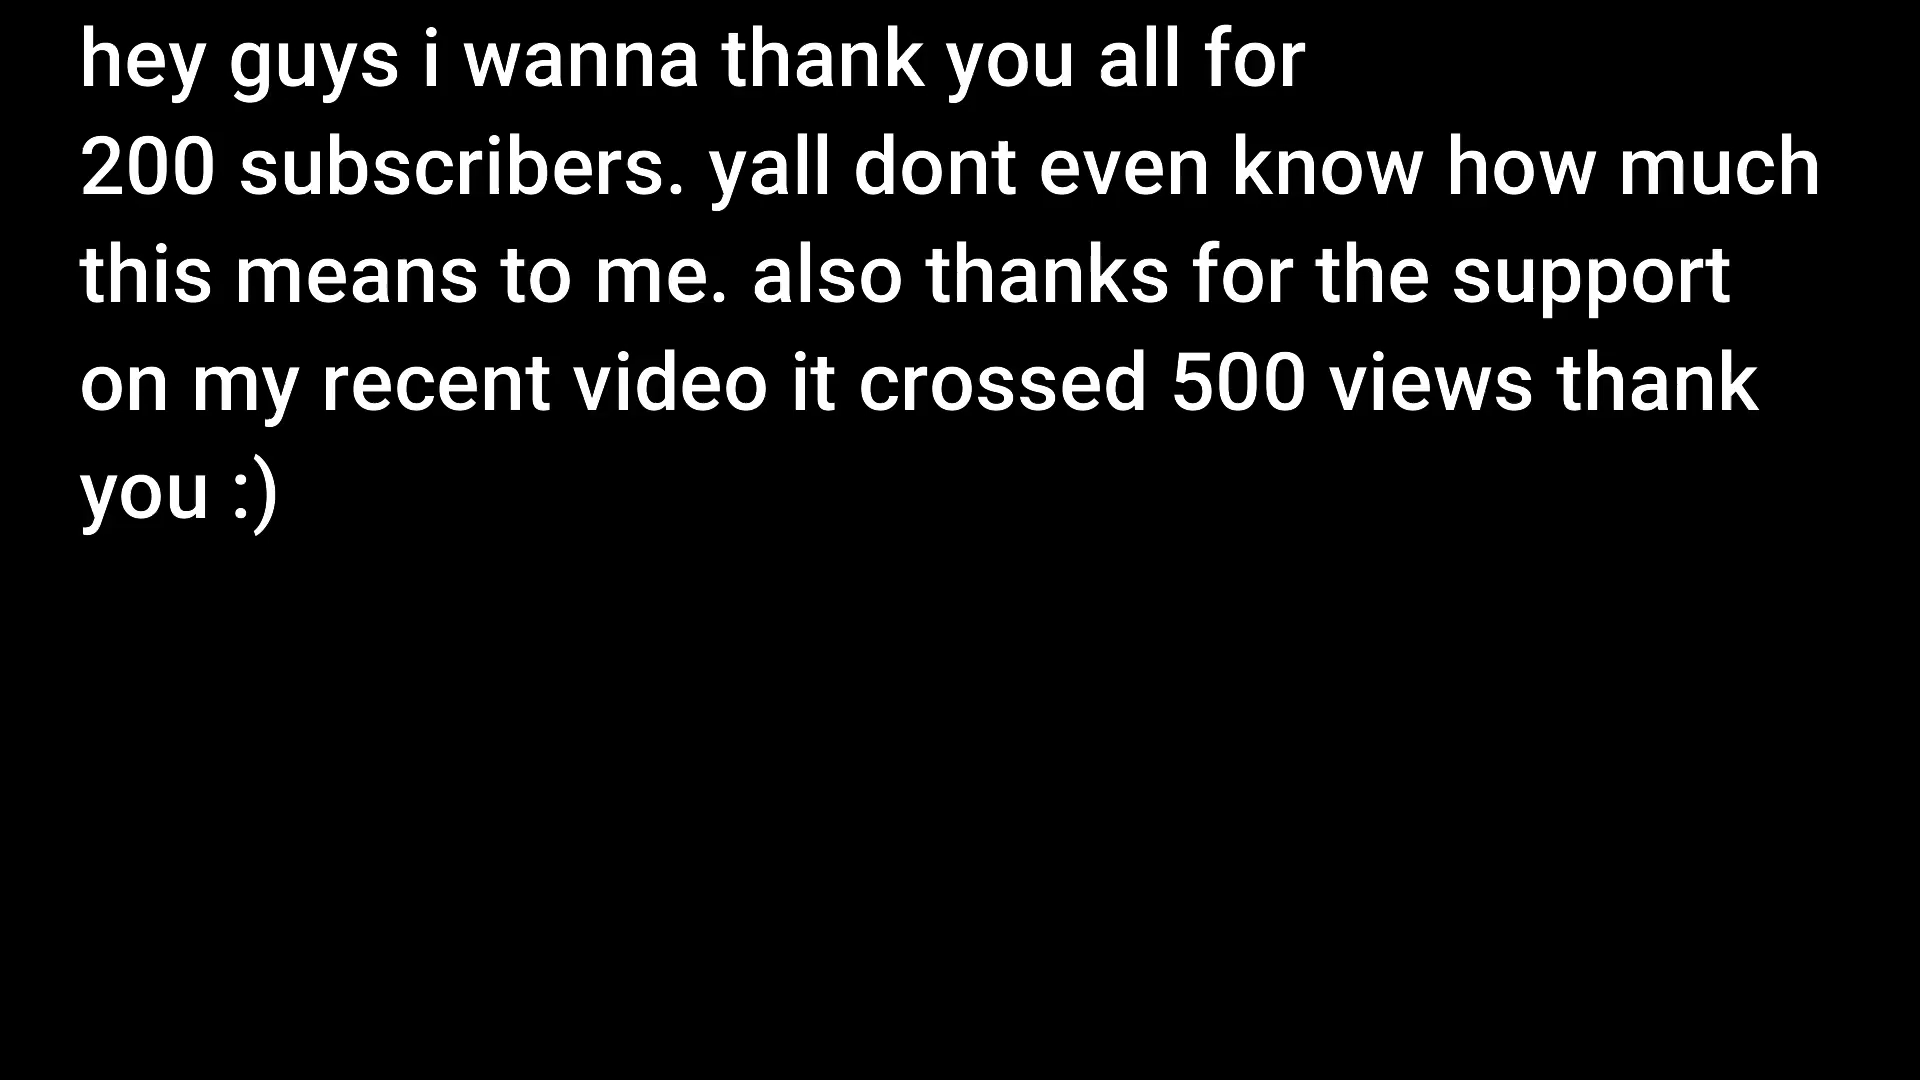 hey guys i wanna thank you all for
200 subscribers. yall dont even know how much
this means to me. also thanks for the support
on my recent video it crossed 500 views thank
you :)